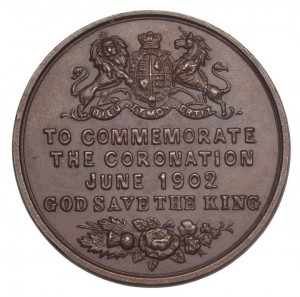 TO COMMEMORATE
THE CORONATION
JUNE 1902
GOD SAVE THE KING